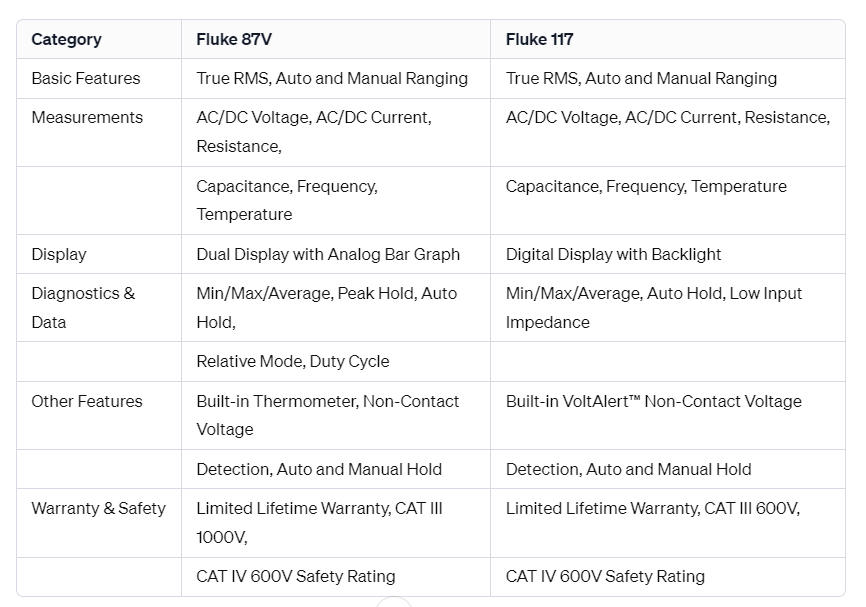 Category Fluke 87V Fluke 117
Basic Features True RMS, Auto and Manual Ranging True RMS, Auto and Manual Ranging
Measurements AC/DC Voltage, AC/DC Current, AC/DC Voltage, AC/DC Current, Resistance,
Resistance,
Capacitance, Frequency, Capacitance, Frequency, Temperature
Temperature
Display Dual Display with Analog Bar Graph Digital Display with Backlight
Diagnostics & Min/Max/Average, Peak Hold, Auto Min/Max/Average, Auto Hold, Low Input
Data Hold, Impedance
Relative Mode, Duty Cycle
Other Features Built-in Thermometer, Non-Contact Built-in VoltAlert™ Non-Contact Voltage
Voltage
Detection, Auto and Manual Hold Detection, Auto and Manual Hold
Warranty & Safety Limited Lifetime Warranty, CAT III Limited Lifetime Warranty, CAT III 600V,
1000V,
CAT IV 600V Safety Rating CAT IV 600V Safety Rating